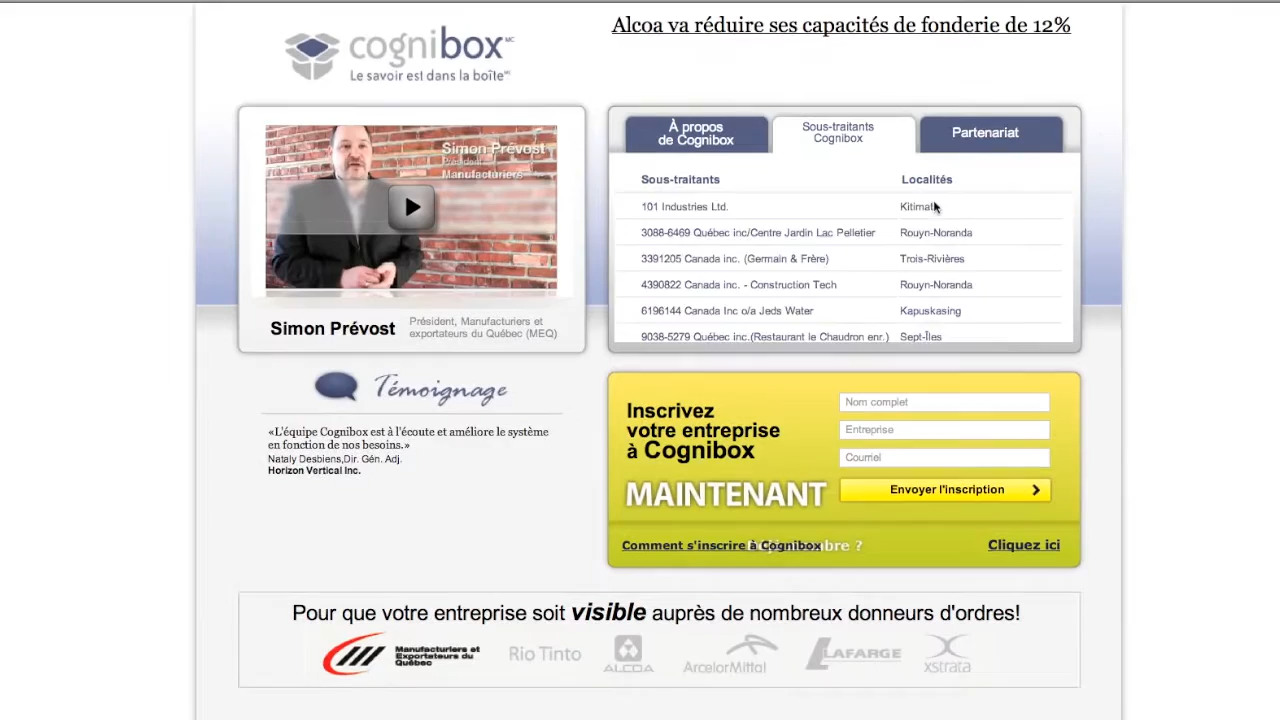 Alcoa va réduire ses capacités de fonderie de 12%
cognibox MC
Le savoir est dans la boîte MC
Simon Prévost
Président
Manufacturiers
Simon Prévost
Président, Manufacturiers et
exportateurs du Québec (MEQ)
À propos
de Cognibox
Sous-traitants
Cognibox
Partenariat
Sous-traitants Localités
101 Industries Ltd. Kitimat
3088-6469 Québec inc/Centre Jardin Lac Pelletier Rouyn-Noranda
3391205 Canada inc. (Germain & Frère) Trois-Rivières
4390822 Canada inc. - Construction Tech Rouyn-Noranda
6196144 Canada Inc o/a Jeds Water Kapuskasing
9038-5279 Québec inc.(Restaurant le Chaudron enr.) Sept-Îles
Témoignage
«L'équipe Cognibox est à l'écoute et améliore le système
en fonction de nos besoins.»
Nataly Desbiens,Dir. Gén. Adj.
Horizon Vertical Inc.
Inscrivez
votre entreprise
à Cognibox
MAINTENANT
Nom complet
Entreprise
Courriel
Envoyer l'inscription
Comment s'inscrire à Cognibox
?
Cliquez ici
Pour que votre entreprise soit visible auprès de nombreux donneurs d'ordres!
Manufacturiers et
Exportateurs du
Québec
Rio Tinto
ALCOA
ArcelorMittal
LAFARGE
xstrata